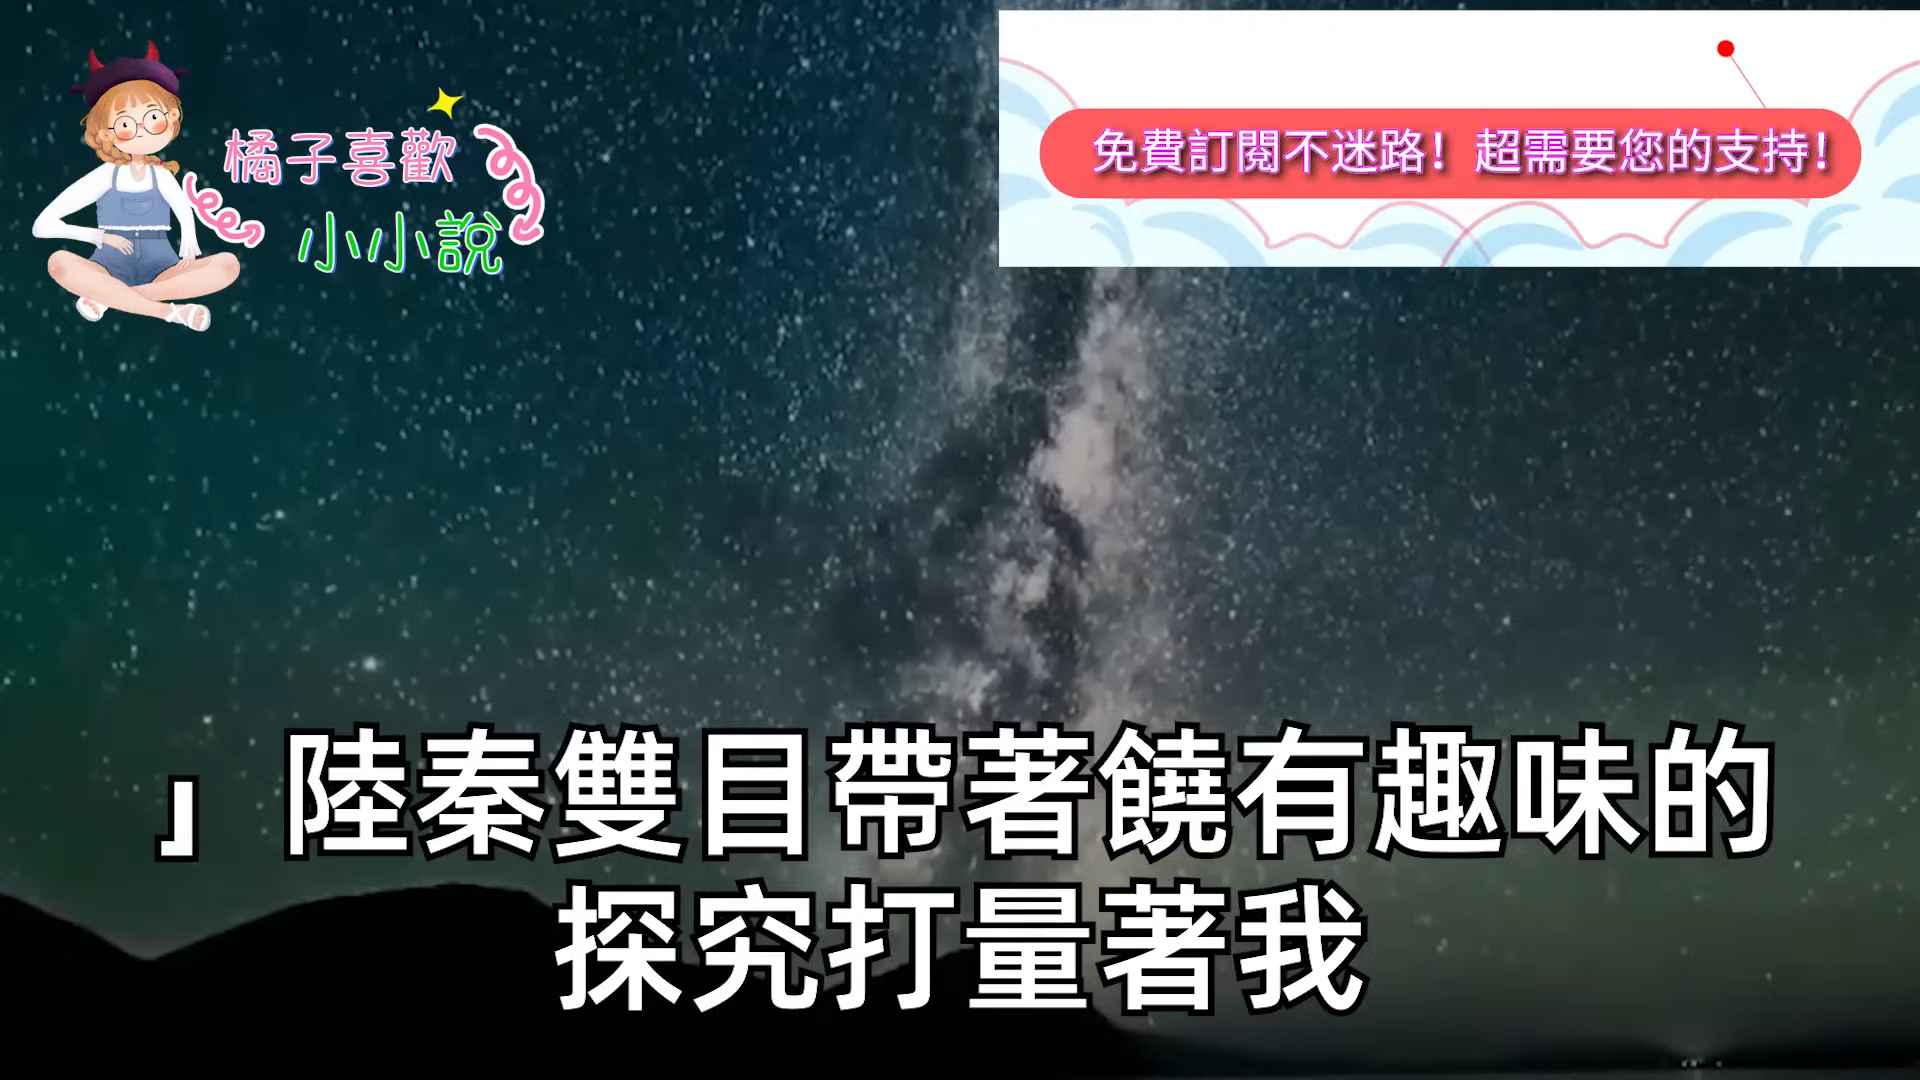 橘子喜歡
小小說
免費訂閱不迷路！超需要您的支持！
」陸秦雙目帶著饒有趣味的
探究打量著我